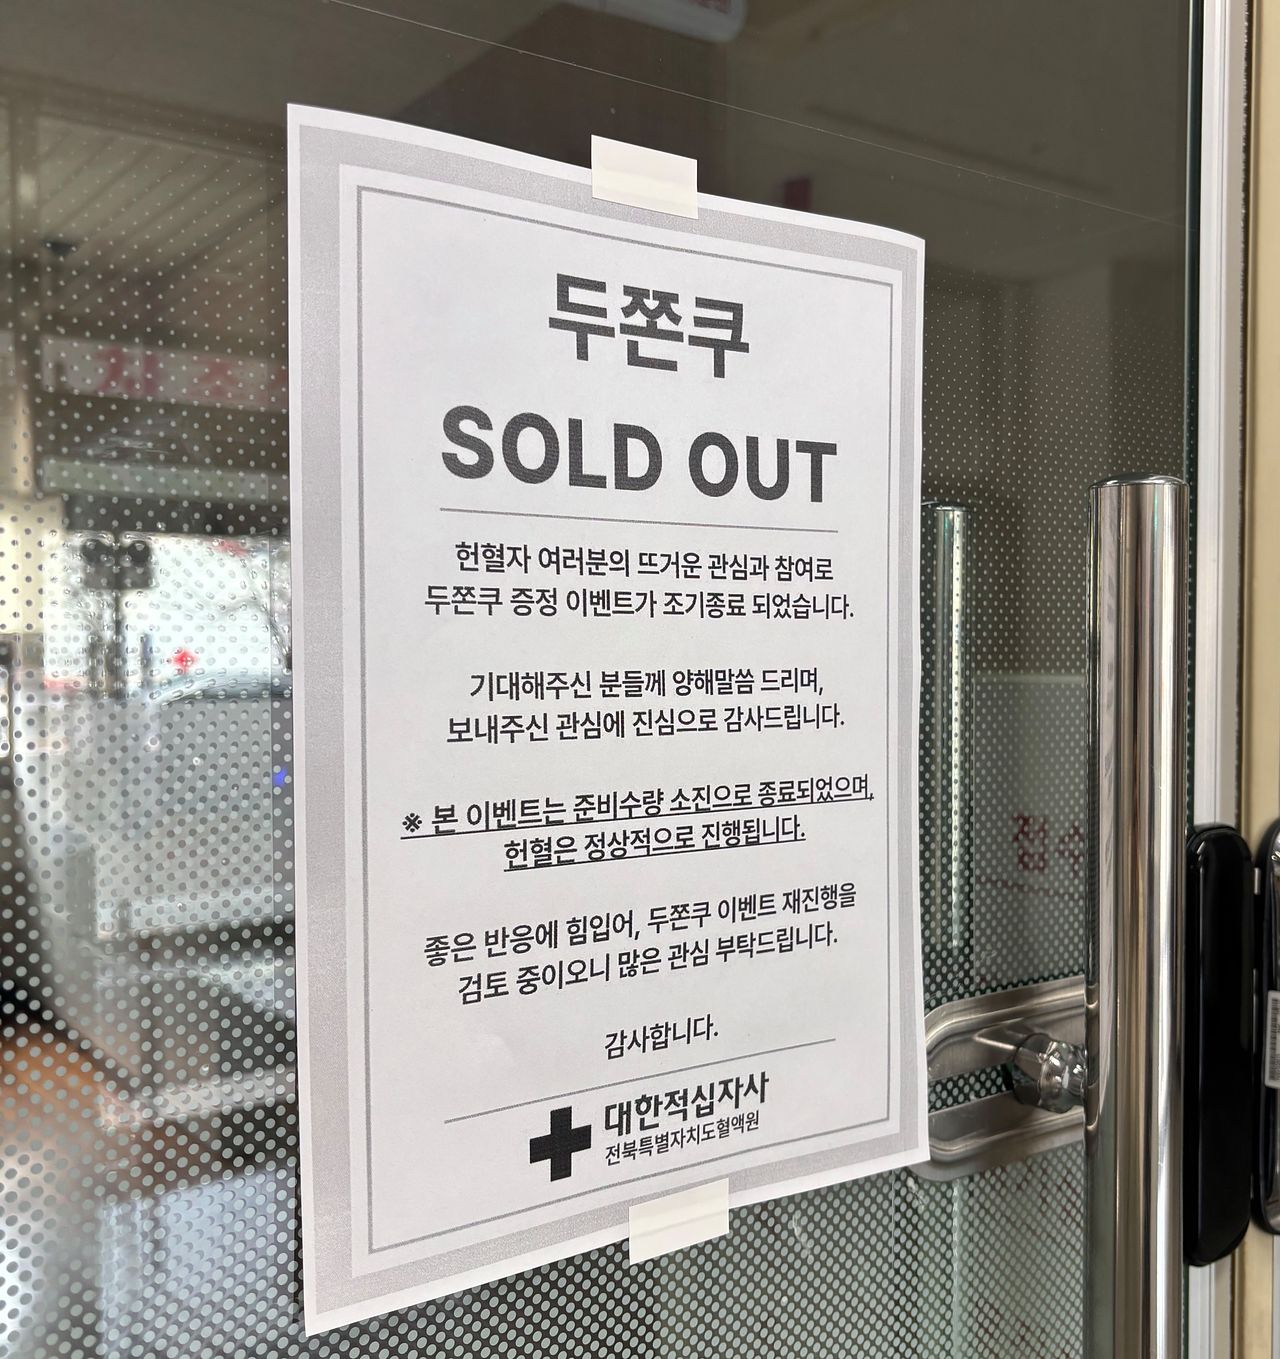 두쫀쿠
SOLD OUT
헌혈자 여러분의 뜨거운 관심과 참여로
두쫀쿠 증정 이벤트가 조기종료 되었습니다.
기대해주신 분들께 양해말씀 드리며,
보내주신 관심에 진심으로 감사드립니다.
※ 본 이벤트는 준비수량 소진으로 종료되었으며,
헌혈은 정상적으로 진행됩니다.
좋은 반응에 힘입어, 두쫀쿠 이벤트 재진행을
검토 중이오니 많은 관심 부탁드립니다.
감사합니다.
대한적십자사
전북특별자치도혈액원